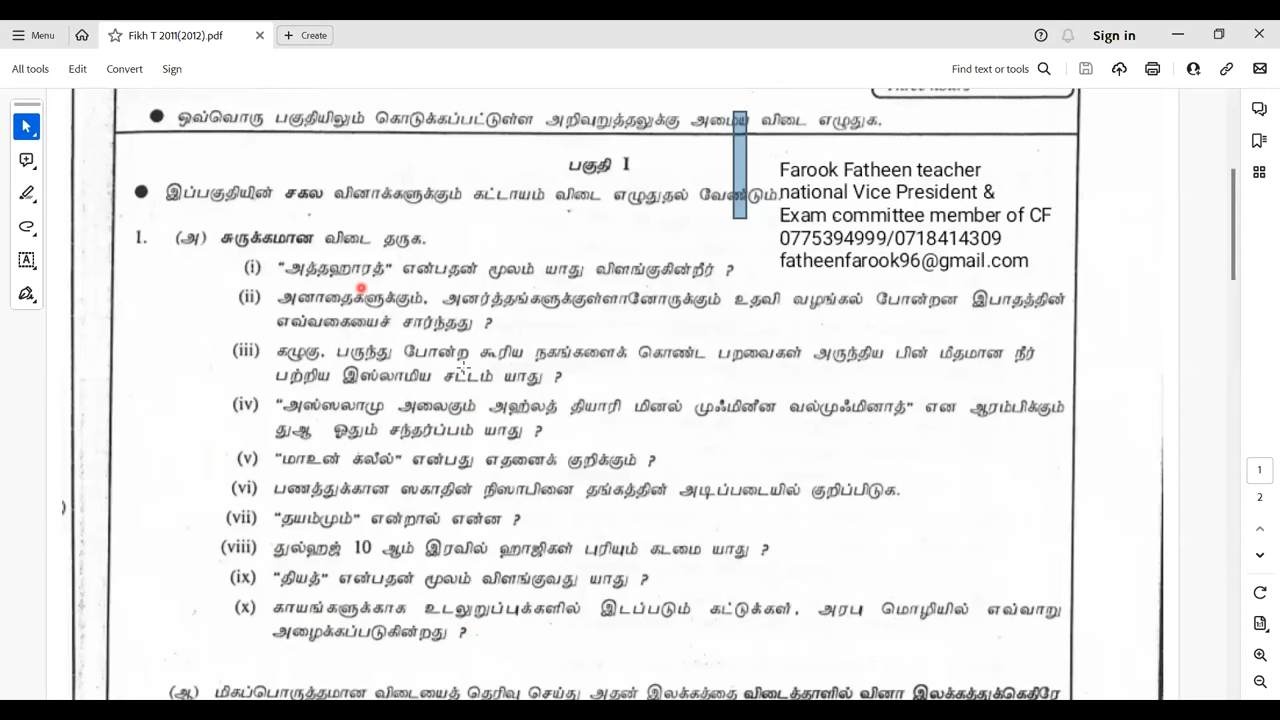 Menu
Fikh T 2011(2012).pdf
Create
Sign in
All tools
Edit
Convert
Sign
Find text or tools
ஒவ்வொரு பகுதியிலும் கொடுக்கப்பட்டுள்ள அறிவுறுத்தலுக்கு அமைய விடை எழுதுக.
பகுதி I
இப்பகுதியின் சகல வினாக்களுக்கும் கட்டாயம் விடை எழுதுதல் வேண்டும்.
Farook Fatheen teacher
national Vice President &
Exam committee member of CF
0775394999/0718414309
fatheenfarook96@gmail.com
1. (அ) சுருக்கமான விடை தருக.
(i) “அத்தஹாரத்” என்பதன் மூலம் யாது விளங்குகின்றீர் ?
(ii) அனாதைகளுக்கும், அனர்த்தங்களுக்குள்ளானோருக்கும் உதவி வழங்கல் போன்றன இபாதத்தின்
எவ்வகையைச் சார்ந்தது ?
(iii) கழுகு, பருந்து போன்ற கூரிய நகங்களைக் கொண்ட பறவைகள் அருந்திய பின் மீதமான நீர்
பற்றிய இஸ்லாமிய சட்டம் யாது ?
(iv) “அஸ்ஸலாமு அலைகும் அஹ்லத் தியாரி மினல் முஃமினீன வல்முஃமினாத்” என ஆரம்பிக்கும்
துஆ ஓதும் சந்தர்ப்பம் யாது ?
(v) “மாஉன் கலீல்” என்பது எதனைக் குறிக்கும் ?
(vi) பணத்துக்கான ஸகாதின் நிஸாபினை தங்கத்தின் அடிப்படையில் குறிப்பிடுக.
(vii) “தயம்மும்” என்றால் என்ன ?
(viii) துல்ஹஜ் 10 ஆம் இரவில் ஹாஜிகள் புரியும் கடமை யாது ?
(ix) “தியத்” என்பதன் மூலம் விளங்குவது யாது ?
(x) காயங்களுக்காக உடலுறுப்புக்களில் இடப்படும் கட்டுக்கள், அரபு மொழியில் எவ்வாறு
அழைக்கப்படுகின்றது ?
(ஆ) மிகப்பொருத்தமான விடையைத் தெரிவு செய்து அதன் இலக்கத்தை விடைத்தாளில் வினா இலக்கத்துக்கெதிரே
1
2